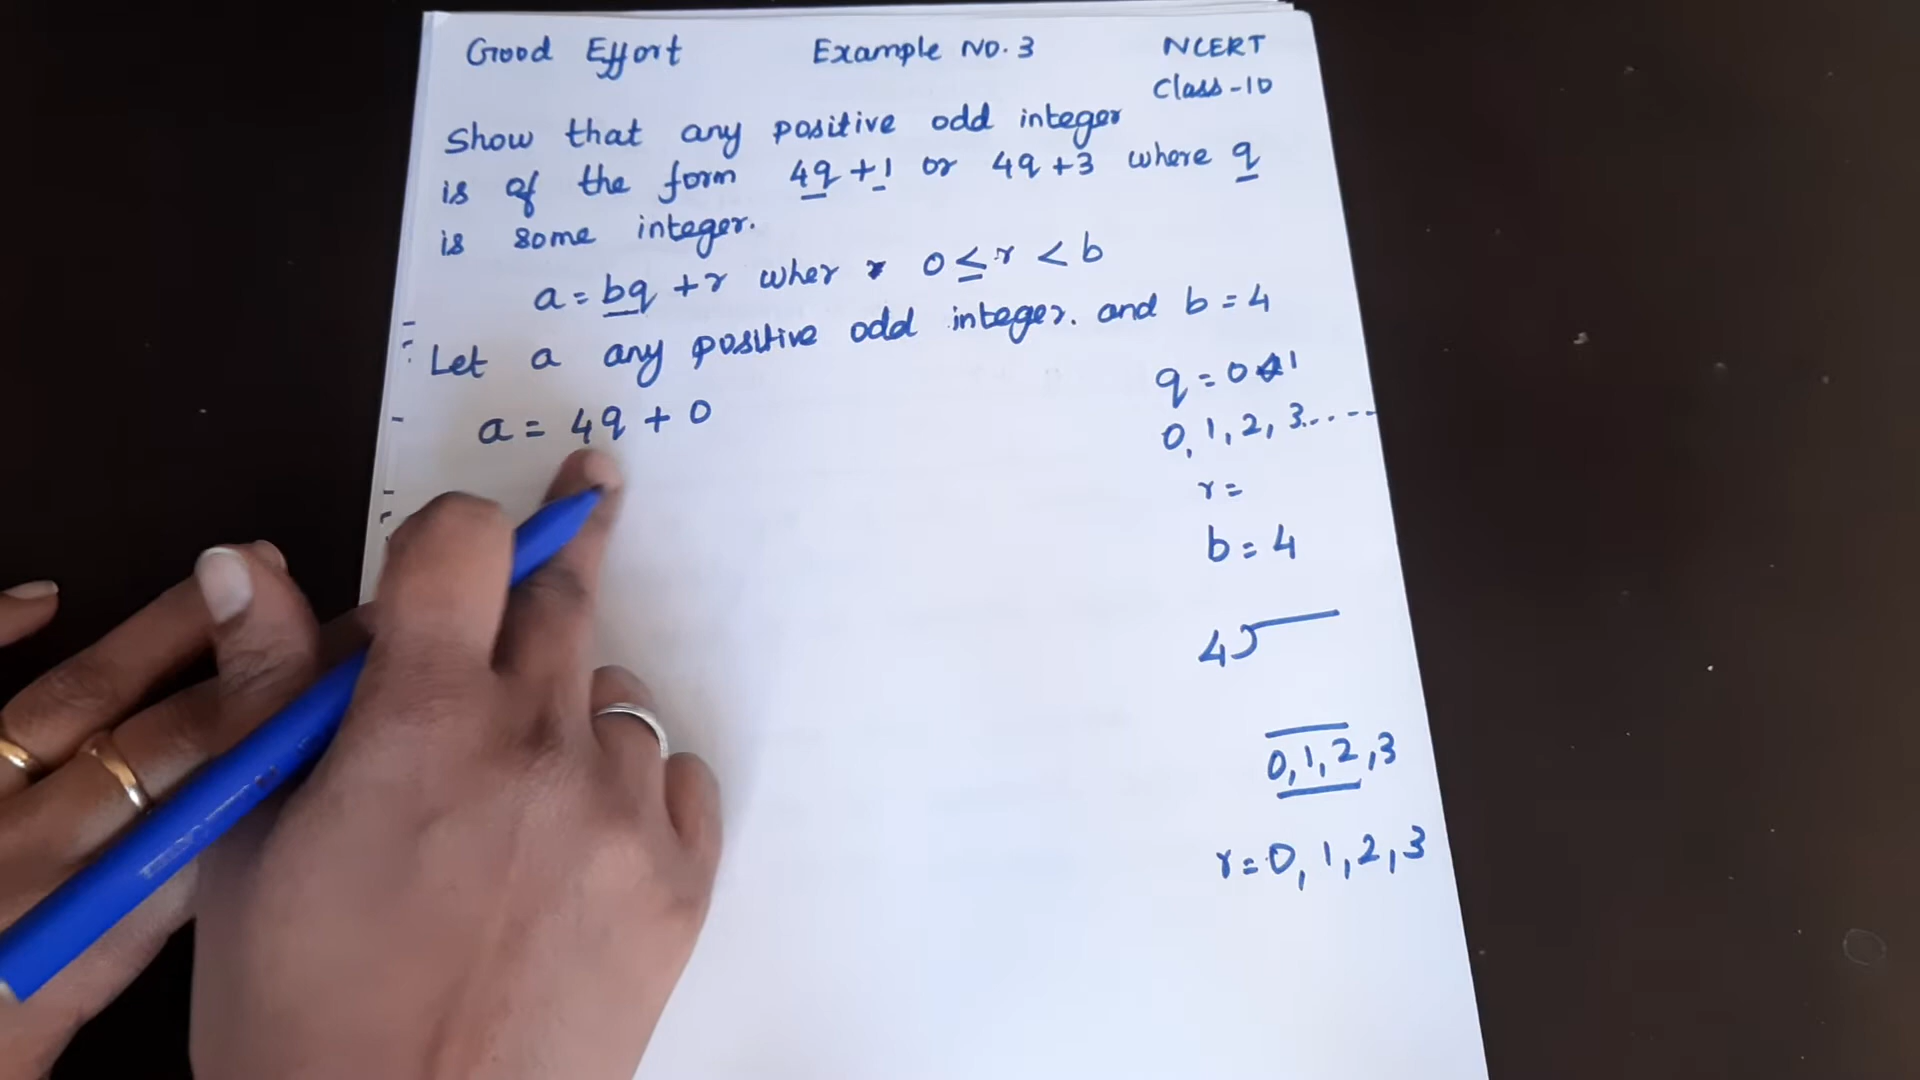 Good Effort Example No. 3 NCERT
Class-10
Show that any positive odd integer
is of the form 4q + 1 or 4q + 3 where q
is some integer.
a = bq + r wher 0 ≤ r < b
Let a any positive odd integer. and b = 4
a = 4q + 0
q = 0 1
0, 1, 2, 3....
r =
b = 4
4
0, 1, 2, 3
r = 0, 1, 2, 3